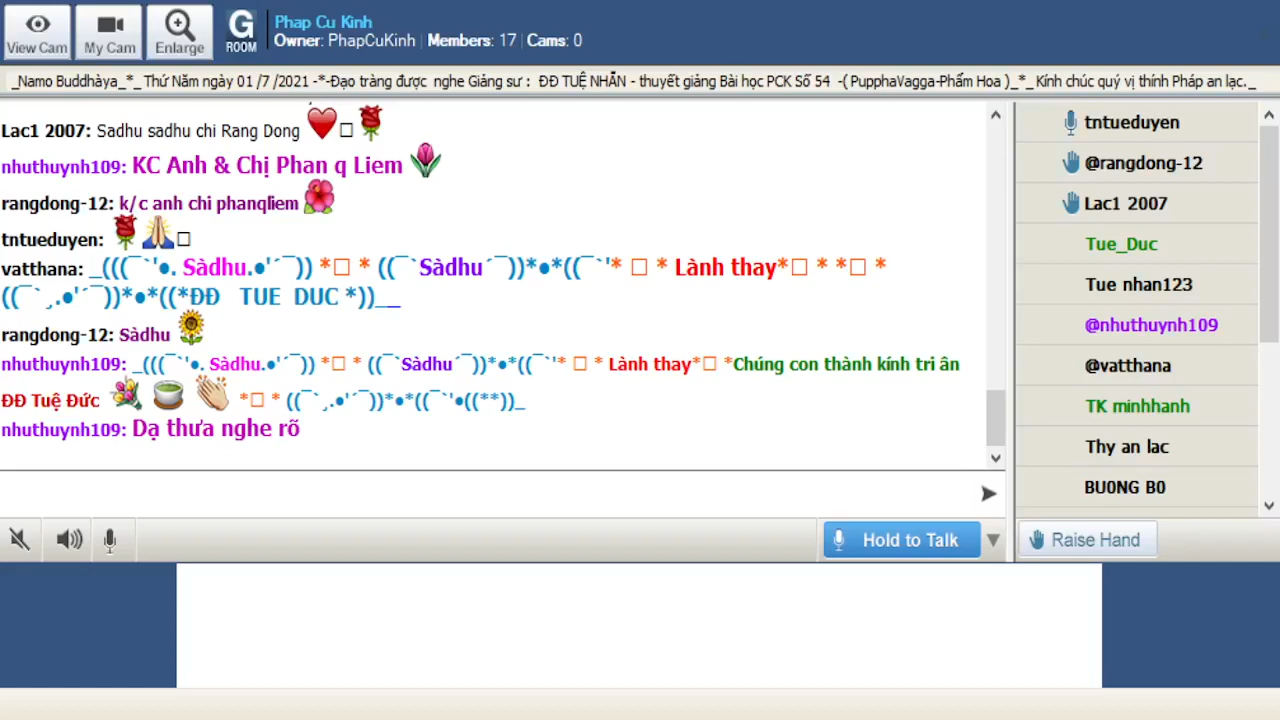 View Cam
My Cam
Enlarge
G
ROOM
Phap Cu Kinh
Owner: PhapCuKinh | Members: 17 | Cams: 0
_Namo Buddhàya_*_ Thứ Năm ngày 01 /7 /2021 -*-Đạo tràng được nghe Giảng sư : ĐĐ TUỆ NHẪN - thuyết giảng Bài học PCK Số 54 -( PupphaVagga-Phẩm Hoa )_*_Kính chúc quý vị thính Pháp an lạc._
Lac1 2007: Sadhu sadhu chi Rang Dong ❤️□🌹
nhuthuynh109: KC Anh & Chị Phan q Liem 🌷
rangdong-12: k/c anh chi phanqliem 🌺
tntueduyen: 🌹🙏□
vatthana: _(((¯`'•. Sàdhu.•'´¯)) *□ * ((¯`Sàdhu´¯))*•*((¯`'* □ * Lành thay*□ * *□ *
((¯`¸.•'´¯))*•*((*ĐĐ TUE DUC *))__
rangdong-12: Sàdhu 🌻
nhuthuynh109: _(((¯`'•. Sàdhu.•'´¯)) *□ * ((¯`Sàdhu´¯))*•*((¯`'* □ * Lành thay*□ *Chúng con thành kính tri ân
ĐĐ Tuệ Đức 💐 🍵 👏 *□ * ((¯`¸.•'´¯))*•*((¯`'•((**))_
nhuthuynh109: Dạ thưa nghe rõ
Hold to Talk
tntueduyen
@rangdong-12
Lac1 2007
Tue_Duc
Tue nhan123
@nhuthuynh109
@vatthana
TK minhhanh
Thy an lac
BU0NG B0
Raise Hand